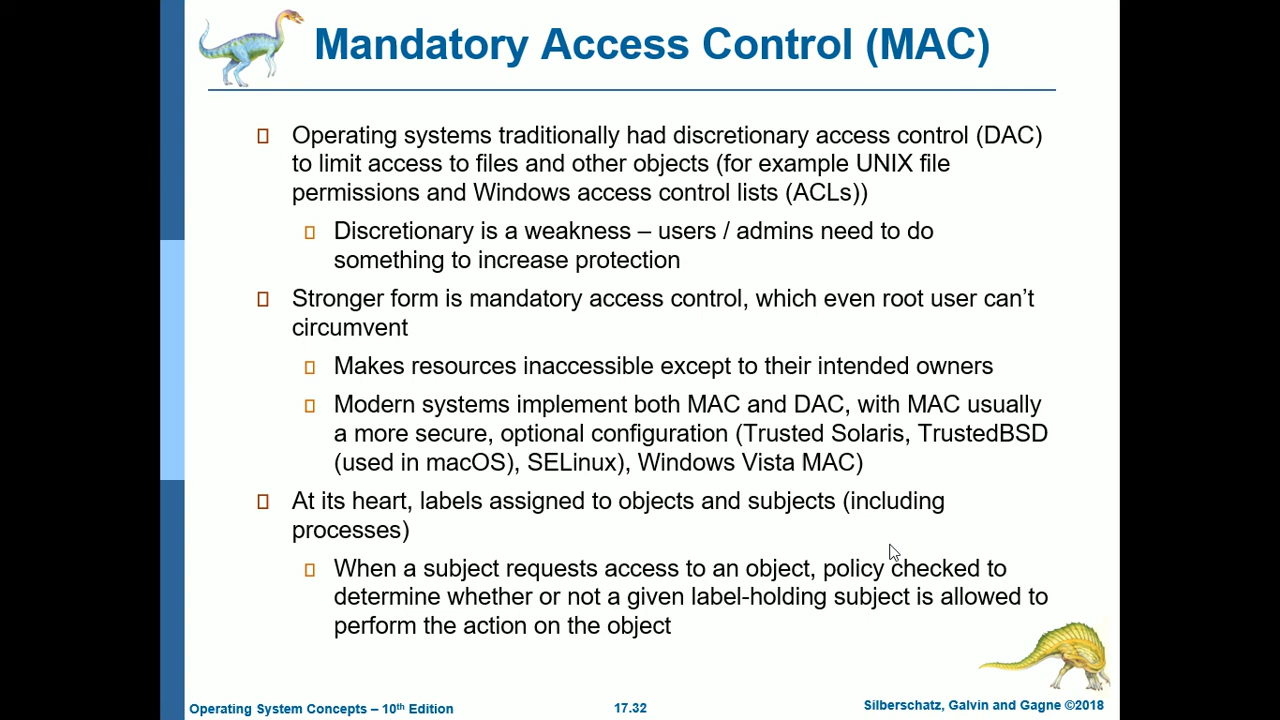 Mandatory Access Control (MAC)
Operating systems traditionally had discretionary access control (DAC)
to limit access to files and other objects (for example UNIX file
permissions and Windows access control lists (ACLs))
Discretionary is a weakness – users / admins need to do
something to increase protection
Stronger form is mandatory access control, which even root user can’t
circumvent
Makes resources inaccessible except to their intended owners
Modern systems implement both MAC and DAC, with MAC usually
a more secure, optional configuration (Trusted Solaris, TrustedBSD
(used in macOS), SELinux), Windows Vista MAC)
At its heart, labels assigned to objects and subjects (including
processes)
When a subject requests access to an object, policy checked to
determine whether or not a given label-holding subject is allowed to
perform the action on the object
Operating System Concepts – 10th Edition
17.32
Silberschatz, Galvin and Gagne ©2018